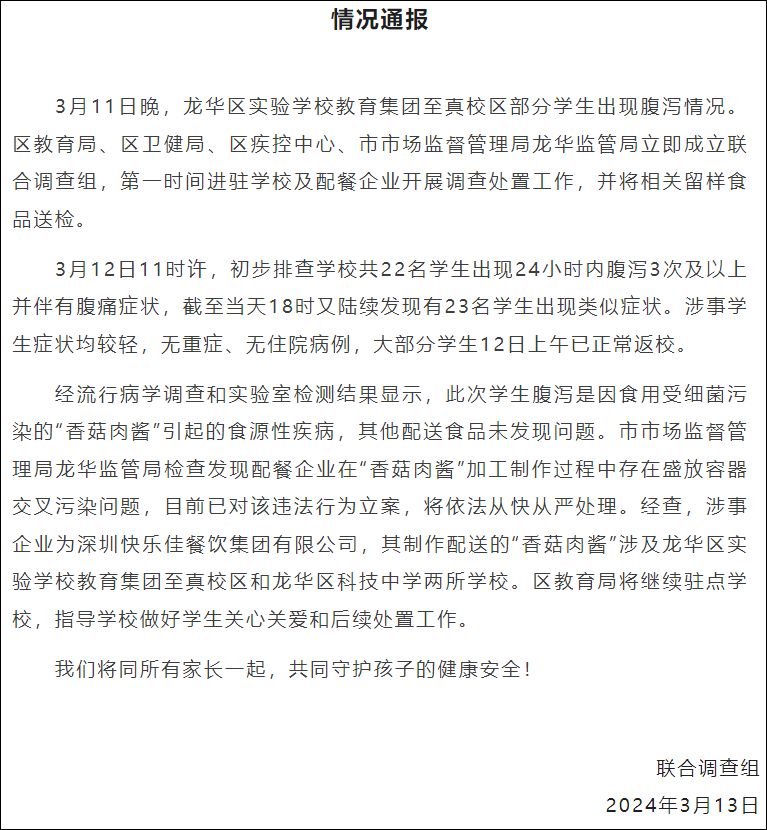 情况通报
3月11日晚，龙华区实验学校教育集团至真校区部分学生出现腹泻情况。
区教育局、区卫健局、区疾控中心、市市场监督管理局龙华监管局立即成立联
合调查组，第一时间进驻学校及配餐企业开展调查处置工作，并将相关留样食
品送检。
3月12日11时许，初步排查学校共22名学生出现24小时内腹泻3次及以上
并伴有腹痛症状，截至当天18时又陆续发现有23名学生出现类似症状。涉事学
生症状均较轻，无重症、无住院病例，大部分学生12日上午已正常返校。
经流行病学调查和实验室检测结果显示，此次学生腹泻是因食用受细菌污
染的“香菇肉酱”引起的食源性疾病，其他配送食品未发现问题。市市场监督管
理局龙华监管局检查发现配餐企业在“香菇肉酱”加工制作过程中存在盛放容器
交叉污染问题，目前已对该违法行为立案，将依法从快从严处理。经查，涉事
企业为深圳快乐佳餐饮集团有限公司，其制作配送的“香菇肉酱”涉及龙华区实
验学校教育集团至真校区和龙华区科技中学两所学校。区教育局将继续驻点学
校，指导学校做好学生关心关爱和后续处置工作。
我们将同所有家长一起，共同守护孩子的健康安全！
联合调查组
2024年3月13日